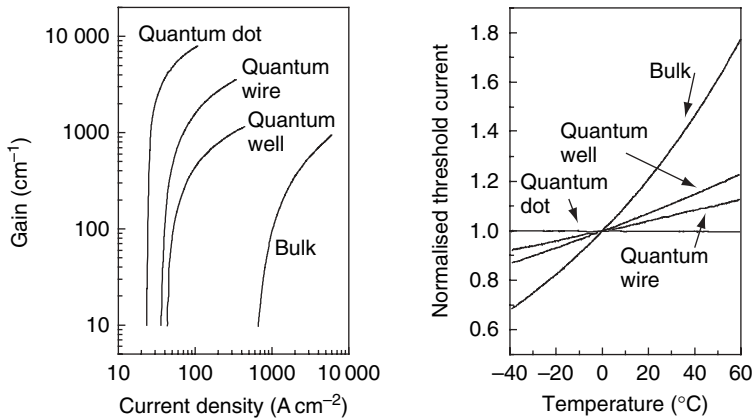 10 000
1000
100
10
Gain (cm⁻¹)
Quantum dot
Quantum
wire
Quantum
well
Bulk
10 100 1000 10 000
Current density (A cm⁻²)
1.8
1.6
1.4
1.2
1.0
0.8
0.6
Normalised threshold current
Bulk
Quantum
well
Quantum
dot
Quantum
wire
−40 −20 0 20 40 60
Temperature (°C)